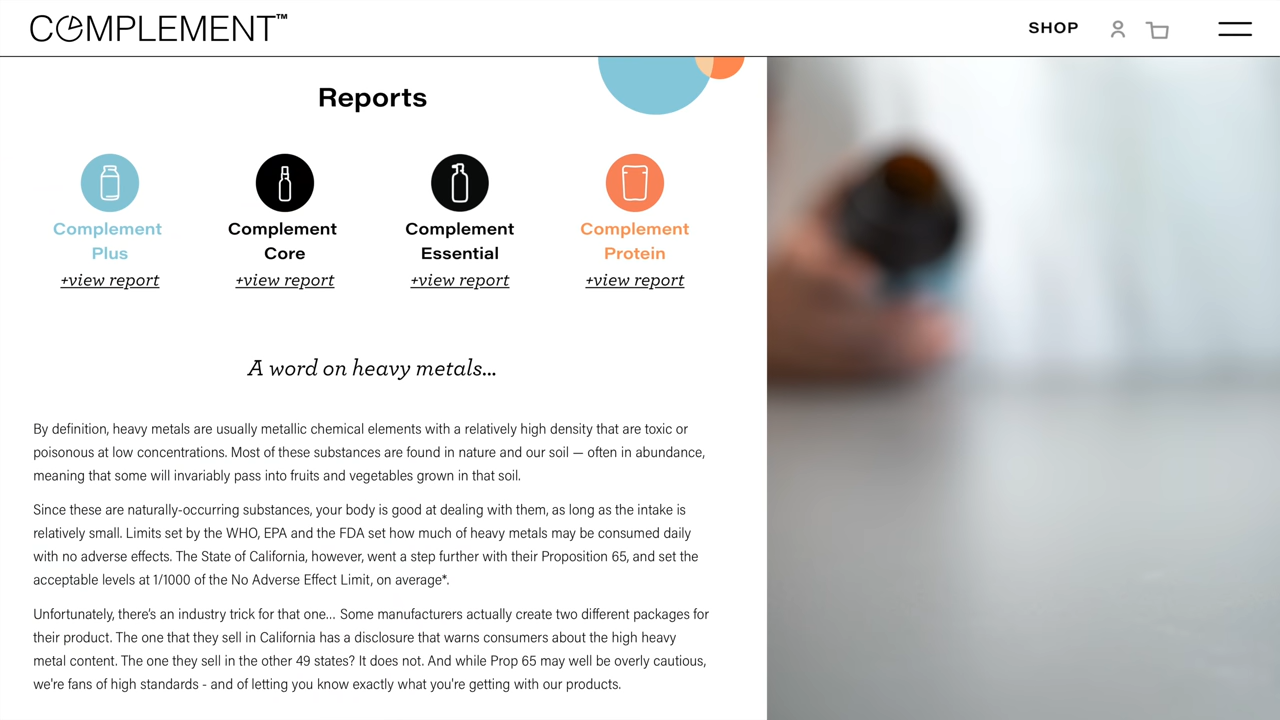 COMPLEMENT™
SHOP
Reports
Complement
Plus
+view report
Complement
Core
+view report
Complement
Essential
+view report
Complement
Protein
+view report
A word on heavy metals...
By definition, heavy metals are usually metallic chemical elements with a relatively high density that are toxic or
poisonous at low concentrations. Most of these substances are found in nature and our soil — often in abundance,
meaning that some will invariably pass into fruits and vegetables grown in that soil.
Since these are naturally-occurring substances, your body is good at dealing with them, as long as the intake is
relatively small. Limits set by the WHO, EPA and the FDA set how much of heavy metals may be consumed daily
with no adverse effects. The State of California, however, went a step further with their Proposition 65, and set the
acceptable levels at 1/1000 of the No Adverse Effect Limit, on average*.
Unfortunately, there's an industry trick for that one... Some manufacturers actually create two different packages for
their product. The one that they sell in California has a disclosure that warns consumers about the high heavy
metal content. The one they sell in the other 49 states? It does not. And while Prop 65 may well be overly cautious,
we're fans of high standards - and of letting you know exactly what you're getting with our products.